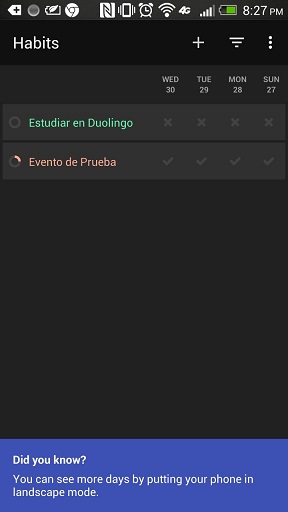 8:27 PM
Habits
WED TUE MON SUN
30 29 28 27
Estudiar en Duolingo
Evento de Prueba
Did you know?
You can see more days by putting your phone in
landscape mode.